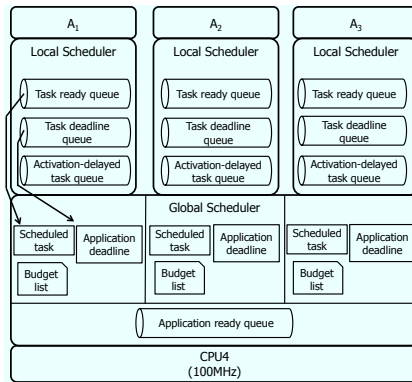 A1
A2
A3
Local Scheduler
Local Scheduler
Local Scheduler
Task ready queue
Task ready queue
Task ready queue
Task deadline
queue
Task deadline
queue
Task deadline
queue
Activation-delayed
task queue
Activation-delayed
task queue
Activation-delayed
task queue
Global Scheduler
Scheduled
task
Application
deadline
Scheduled
task
Application
deadline
Scheduled
task
Application
deadline
Budget
list
Budget
list
Budget
list
Application ready queue
CPU4
(100MHz)